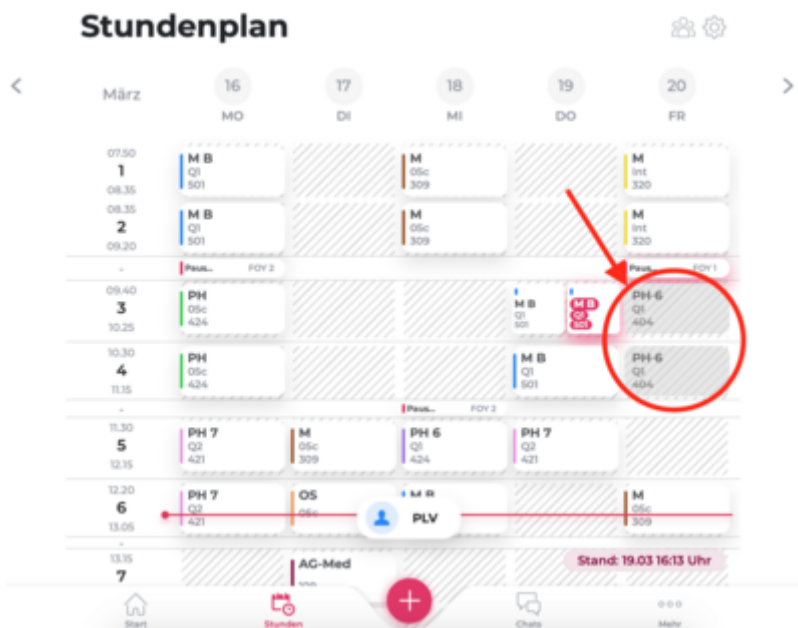 Stundenplan
März
16
MO
17
DI
18
MI
19
DO
20
FR
07.50
1
08.35
M B
Q1
501
M
05c
309
M
Int
320
08.35
2
09.20
M B
Q1
501
M
05c
309
M
Int
320
-
Paus... FOY 2
Paus... FOY 1
09.40
3
10.25
PH
05c
424
M B
Q1
501
M B
Q1
501
PH 6
Q1
404
10.30
4
11.15
PH
05c
424
M B
Q1
501
PH 6
Q1
404
-
Paus... FOY 2
11.30
5
12.15
PH 7
Q2
421
M
05c
309
PH 6
Q1
424
PH 7
Q2
421
12.20
6
13.05
PH 7
Q2
421
OS
05c
M B
M
05c
309
PLV
-
13.15
7
AG-Med
Stand: 19.03 16:13 Uhr
Start
Stunden
Chats
Mehr